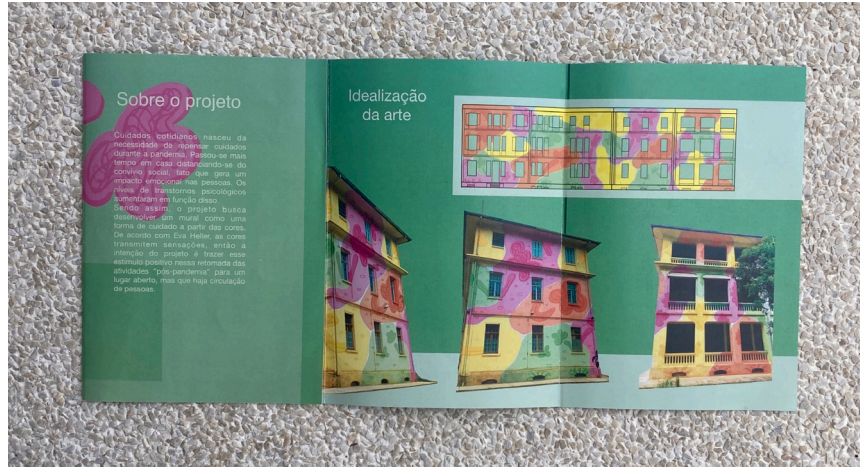 Sobre o projeto
Cuidados cotidianos nasceu da
necessidade de repensar cuidados
durante a pandemia. Passou-se mais
tempo em casa distanciando-se do
convívio social, fato que gera um
impacto emocional nas pessoas. Os
níveis de transtornos psicológicos
aumentaram em função disso.
Sendo assim, o projeto busca
desenvolver um mural como uma
forma de cuidado a partir das cores.
De acordo com Eva Heller, as cores
transmitem sensações, então a
intenção do projeto é trazer esse
estímulo positivo nessa retomada das
atividades "pós-pandemia" para um
lugar aberto, mas que haja circulação
de pessoas.
Idealização
da arte